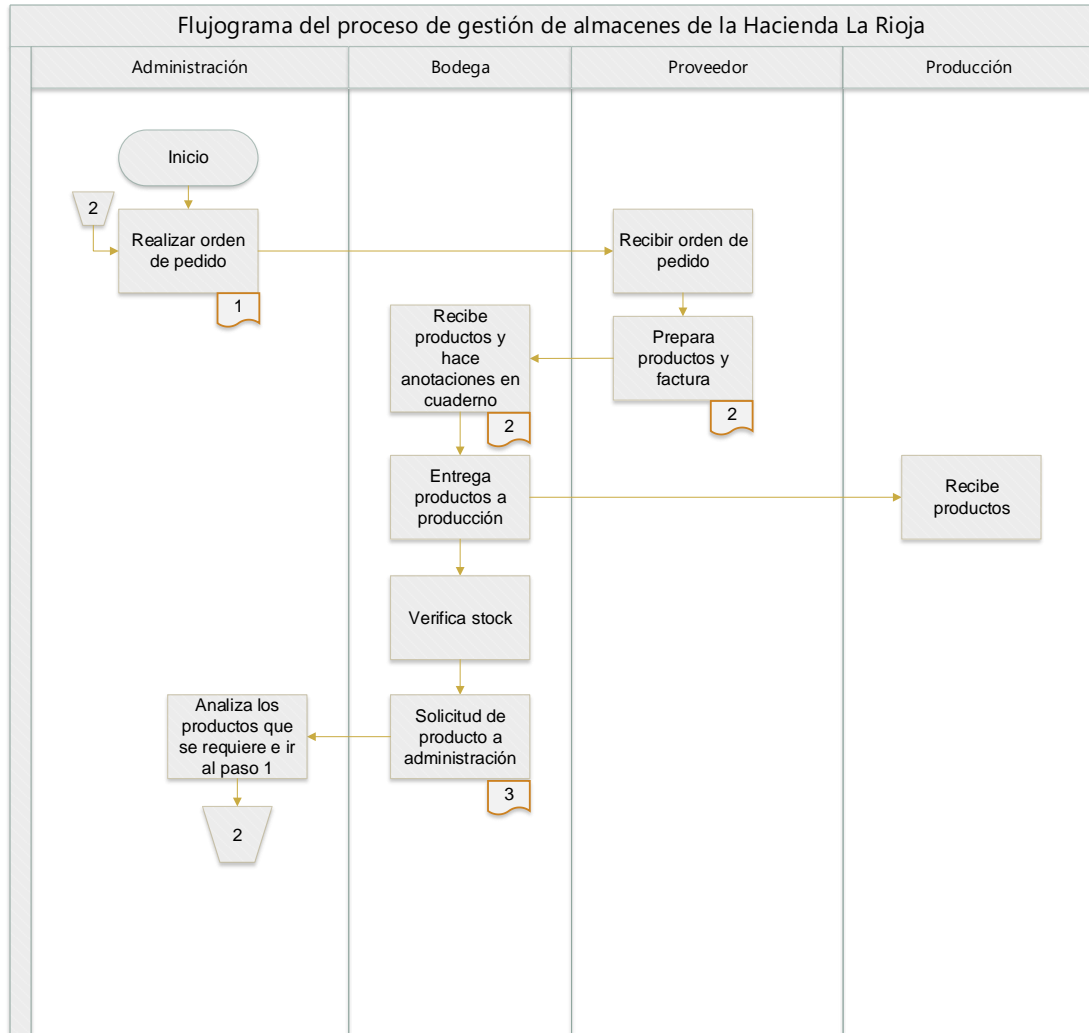 Flujograma del proceso de gestión de almacenes de la Hacienda La Rioja
Administración
Bodega
Proveedor
Producción
Inicio
2
Realizar orden
de pedido
1
Recibir orden de
pedido
Recibe
productos y
hace
anotaciones en
cuaderno
2
Prepara
productos y
factura
2
Entrega
productos a
producción
Recibe
productos
Verifica stock
Analiza los
productos que
se requiere e ir
al paso 1
Solicitud de
producto a
administración
3
2